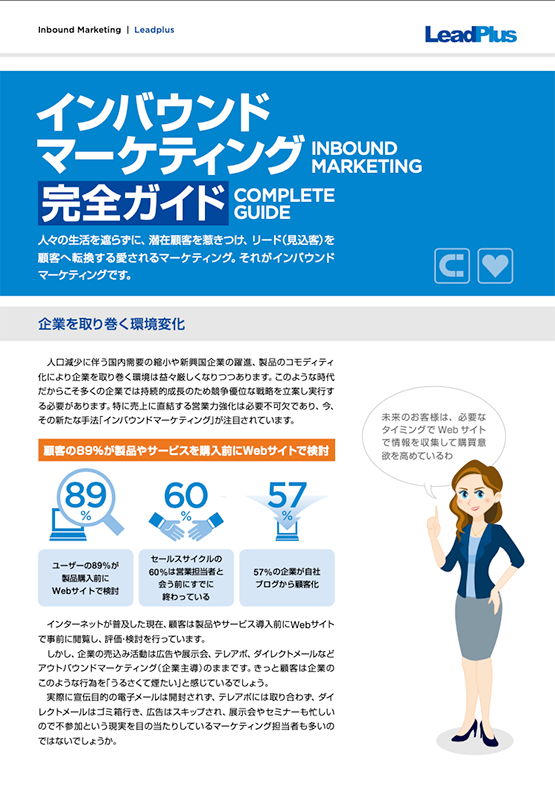 Inbound Marketing | Leadplus
LeadPlus
インバウンド
マーケティング INBOUND MARKETING
完全ガイド COMPLETE GUIDE
人々の生活を遮らずに、潜在顧客を惹きつけ、リード(見込客)を
顧客へ転換する愛されるマーケティング。それがインバウンド
マーケティングです。
企業を取り巻く環境変化
人口減少に伴う国内需要の縮小や新興国企業の躍進、製品のコモディティ
化により企業を取り巻く環境は益々厳しくなりつつあります。このような時代
だからこそ多くの企業では持続的成長のため競争優位な戦略を立案し実行す
る必要があります。特に売上に直結する営業力強化は必要不可欠であり、今、
その新たな手法「インバウンドマーケティング」が注目されています。
未来のお客様は、必要な
タイミングで Web サイト
で情報を収集して購買意
欲を高めているわ
顧客の89%が製品やサービスを購入前にWebサイトで検討
89%
60%
57%
ユーザーの89%が
製品購入前に
Webサイトで検討
セールスサイクルの
60%は営業担当者と
会う前にすでに
終わっている
57%の企業が自社
ブログから顧客化
インターネットが普及した現在、顧客は製品やサービス導入前にWebサイト
で事前に閲覧し、評価・検討を行っています。
しかし、企業の売込み活動は広告や展示会、テレアポ、ダイレクトメールなど
アウトバウンドマーケティング(企業主導)のままです。きっと顧客は企業の
このような行為を「うるさくて煙たい」と感じているでしょう。
実際に宣伝目的の電子メールは開封されず、テレアポには取り合わず、ダイ
レクトメールはゴミ箱行き、広告はスキップされ、展示会やセミナーも忙しい
ので不参加という現実を目の当たりしているマーケティング担当者も多いの
ではないでしょうか。